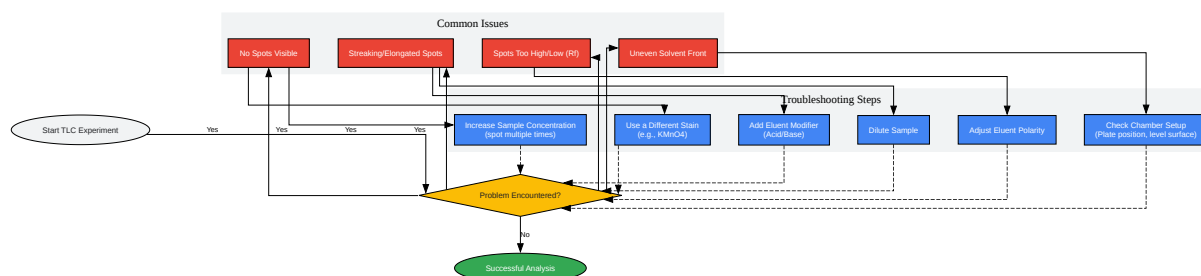 Common Issues
No Spots Visible
Streaking/Elongated Spots
Spots Too High/Low (Rf)
Uneven Solvent Front
Troubleshooting Steps
Start TLC Experiment
Yes
Yes
Yes
Yes
Increase Sample Concentration
(spot multiple times)
Use a Different Stain
(e.g., KMnO4)
Add Eluent Modifier
(Acid/Base)
Dilute Sample
Adjust Eluent Polarity
Check Chamber Setup
(Plate position, level surface)
Problem Encountered?
No
Successful Analysis